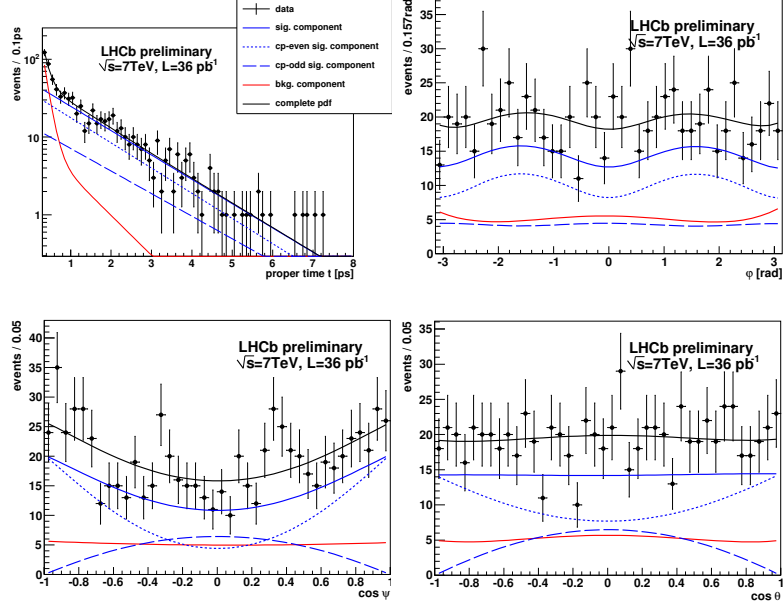 data
sig. component
cp-even sig. component
cp-odd sig. component
bkg. component
complete pdf
LHCb preliminary
√s=7TeV, L=36 pb⁻¹
events / 0.1ps
10²
10
1
1 2 3 4 5 6 7 8
proper time t [ps]
LHCb preliminary
√s=7TeV, L=36 pb⁻¹
events / 0.157rad
35
30
25
20
15
10
5
0
-3 -2 -1 0 1 2 3
φ [rad]
LHCb preliminary
√s=7TeV, L=36 pb⁻¹
events / 0.05
40
35
30
25
20
15
10
5
0
-1 -0.8 -0.6 -0.4 -0.2 0 0.2 0.4 0.6 0.8 1
cos ψ
LHCb preliminary
√s=7TeV, L=36 pb⁻¹
events / 0.05
35
30
25
20
15
10
5
0
-1 -0.8 -0.6 -0.4 -0.2 0 0.2 0.4 0.6 0.8 1
cos θ